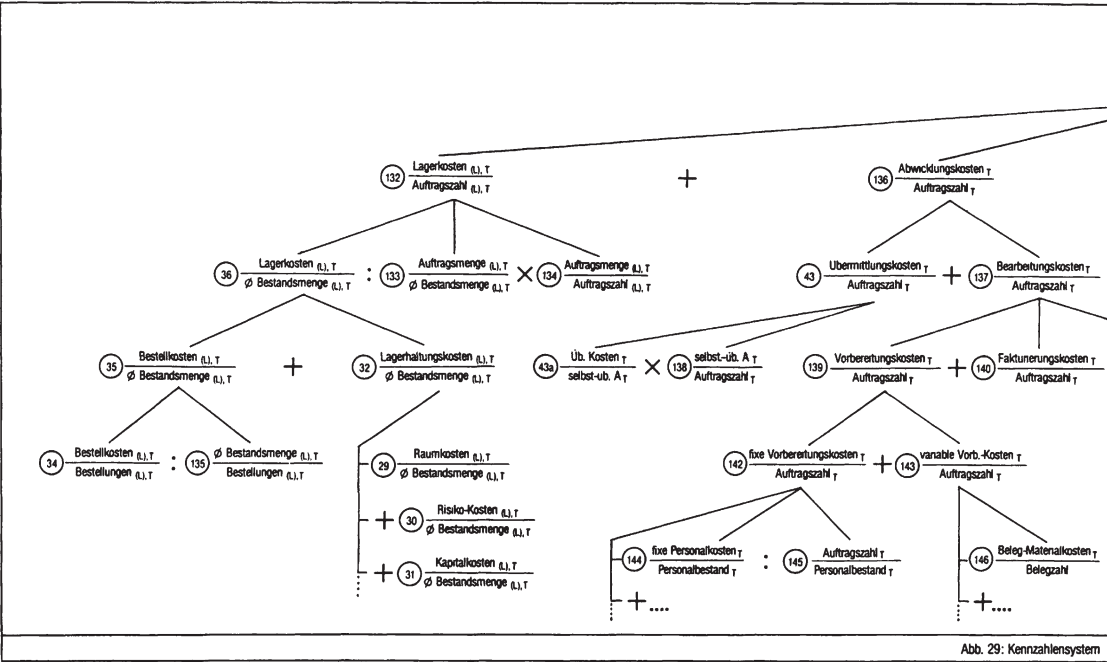 132 Lagerkosten (L), T + 136 Abwicklungskosten T
Auftragszahl (L), T Auftragszahl T
36 Lagerkosten (L), T : 133 Auftragsmenge (L), T × 134 Auftragsmenge (L), T 43 Ubermittlungskosten T + 137 Bearbeitungskosten T
Ø Bestandsmenge (L), T Ø Bestandsmenge (L), T Auftragszahl (L), T Auftragszahl T Auftragszahl T
35 Bestellkosten (L), T + 32 Lagerhaltungskosten (L), T 43a Üb. Kosten T × 138 selbst.-üb. A T 139 Vorbereitungskosten T + 140 Fakturierungskosten T
Ø Bestandsmenge (L), T Ø Bestandsmenge (L), T selbst-ub. A T Auftragszahl T Auftragszahl T Auftragszahl T
34 Bestellkosten (L), T : 135 Ø Bestandsmenge (L), T 29 Raumkosten (L), T 142 fixe Vorbereitungskosten T + 143 variable Vorb.-Kosten T
Bestellungen (L), T Bestellungen (L), T Ø Bestandsmenge (L), T Auftragszahl T Auftragszahl T
+ 30 Risiko-Kosten (L), T
Ø Bestandsmenge (L), T
+ 31 Kapitalkosten (L), T 144 fixe Personalkosten T : 145 Auftragszahl T 146 Beleg-Materialkosten T
Ø Bestandsmenge (L), T Personalbestand T Personalbestand T Belegzahl
+.... +....
Abb. 29: Kennzahlensystem